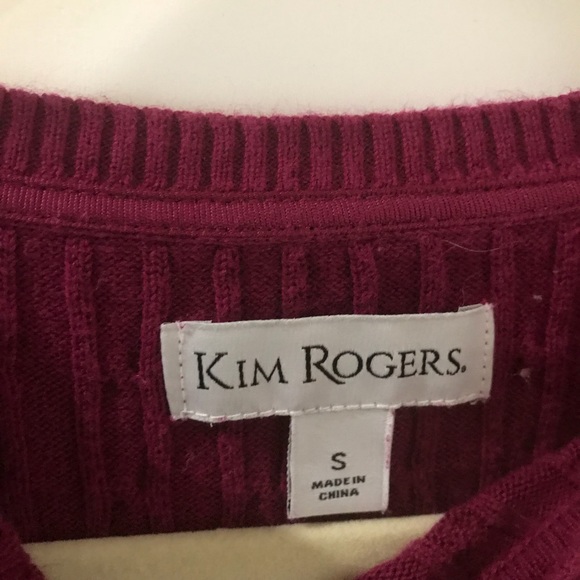 KIM ROGERS.
S
MADE IN
CHINA